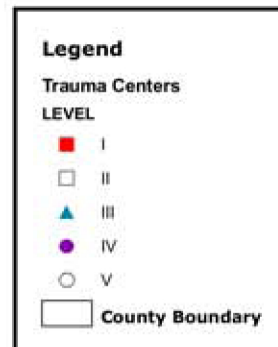 Legend
Trauma Centers
LEVEL
I
II
III
IV
V
County Boundary